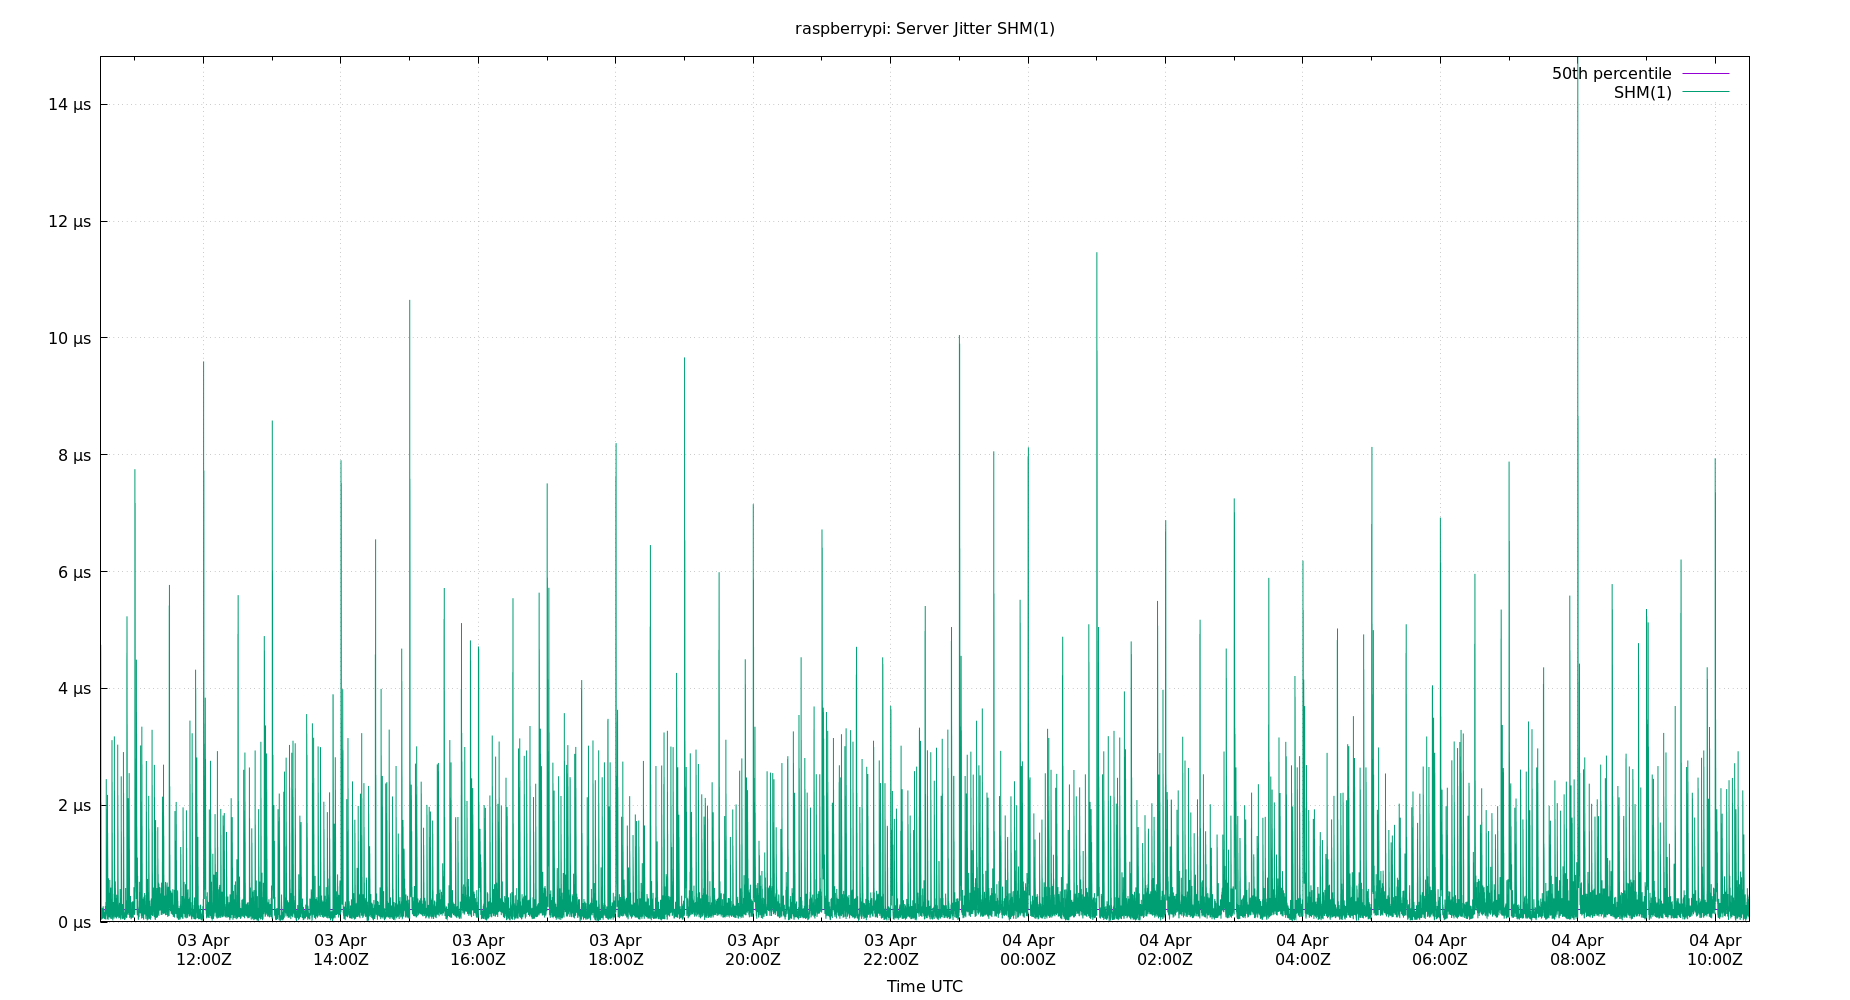 raspberrypi: Server Jitter SHM(1)
50th percentile
SHM(1)
14 µs
12 µs
10 µs
8 µs
6 µs
4 µs
2 µs
0 µs
03 Apr 03 Apr 03 Apr 03 Apr 03 Apr 03 Apr 04 Apr 04 Apr 04 Apr 04 Apr 04 Apr 04 Apr
12:00Z 14:00Z 16:00Z 18:00Z 20:00Z 22:00Z 00:00Z 02:00Z 04:00Z 06:00Z 08:00Z 10:00Z
Time UTC